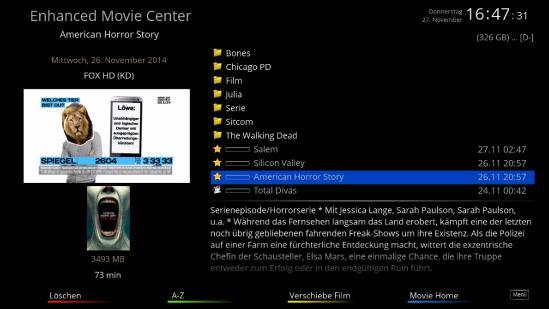 Enhanced Movie Center
American Horror Story
Donnerstag
27. November
16:47:31
(326 GB) ... [D-]
Mittwoch, 26. November 2014
FOX HD (KD)
WELCHES TIER
BIST DU?
Löwe:
Unabhängiger
und logischer
Denker mit
ausgeprägten
Überredungs-
künsten!
SPIEGEL 2604 3 33 33
3493 MB
73 min
Bones
Chicago PD
Film
Julia
Serie
Sitcom
The Walking Dead
Salem 27.11 02:47
Silicon Valley 26.11 20:57
American Horror Story 26.11 20:57
Total Divas 24.11 00:42
Serienepisode/Horrorserie * Mit Jessica Lange, Sarah Paulson, Sarah Paulson,
u.a. * Während das Fernsehen langsam das Land erobert, kämpft eine der letzten
noch übrig gebliebenen fahrenden Freak-Shows um ihre Existenz. Als die Polizei
auf einer Farm eine fürchterliche Entdeckung macht, wittert die exzentrische
Chefin der Schausteller, Elsa Mars, eine einmalige Chance, die ihre Truppe
entweder zum Erfolg oder in den endgültigen Ruin führt.
Löschen
A-Z
Verschiebe Film
Movie Home
Menü